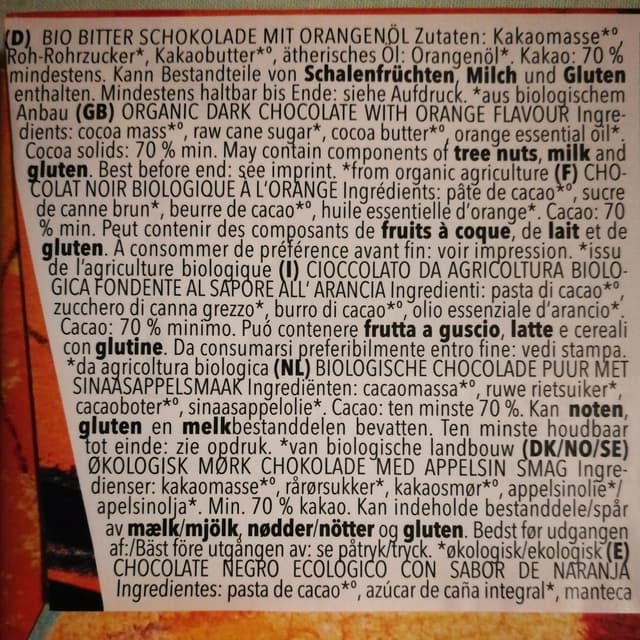 (D) BIO BITTER SCHOKOLADE MIT ORANGENÖL Zutaten: Kakaomasse*°,
Roh-Rohrzucker*, Kakaobutter*°, ätherisches Öl: Orangenöl*. Kakao: 70 %
mindestens. Kann Bestandteile von Schalenfrüchten, Milch und Gluten
enthalten. Mindestens haltbar bis Ende: siehe Aufdruck. *aus biologischem
Anbau (GB) ORGANIC DARK CHOCOLATE WITH ORANGE FLAVOUR Ingre-
dients: cocoa mass*°, raw cane sugar*, cocoa butter*°, orange essential oil*.
Cocoa solids: 70 % min. May contain components of tree nuts, milk and
gluten. Best before end: see imprint. *from organic agriculture (F) CHO-
COLAT NOIR BIOLOGIQUE À L'ORANGE Ingrédients: pâte de cacao*°, sucre
de canne brun*, beurre de cacao*°, huile essentielle d'orange*. Cacao: 70
% min. Peut contenir des composants de fruits à coque, de lait et de
gluten. À consommer de préférence avant fin: voir impression. *issu
de l'agriculture biologique (I) CIOCCOLATO DA AGRICOLTURA BIOLO-
GICA FONDENTE AL SAPORE ALL' ARANCIA Ingredienti: pasta di cacao*°,
zucchero di canna grezzo*, burro di cacao*°, olio essenziale d'arancio*.
Cacao: 70 % minimo. Puó contenere frutta a guscio, latte e cereali
con glutine. Da consumarsi preferibilmente entro fine: vedi stampa.
*da agricoltura biologica (NL) BIOLOGISCHE CHOCOLADE PUUR MET
SINAASAPPELSMAAK Ingrediënten: cacaomassa*°, ruwe rietsuiker*,
cacaoboter*°, sinaasappelolie*. Cacao: ten minste 70 %. Kan noten,
gluten en melkbestanddelen bevatten. Ten minste houdbaar
tot einde: zie opdruk. *van biologische landbouw (DK/NO/SE)
ØKOLOGISK MØRK CHOKOLADE MED APPELSIN SMAG Ingre-
dienser: kakaomasse*°, rårørsukker*, kakaosmør*°, appelsinolie*/
apelsinolja*. Min. 70 % kakao. Kan indeholde bestanddele/spår
av mælk/mjölk, nødder/nötter og gluten. Bedst før udgangen
af:/Bäst före utgången av: se påtryk/tryck. *økologisk/ekologisk (E)
CHOCOLATE NEGRO ECOLÓGICO CON SABOR DE NARANJA
Ingredientes: pasta de cacao*°, azúcar de caña integral*, manteca